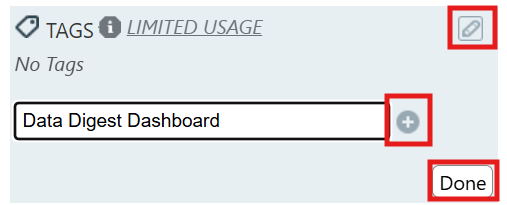 TAGS LIMITED USAGE
No Tags
Data Digest Dashboard
Done